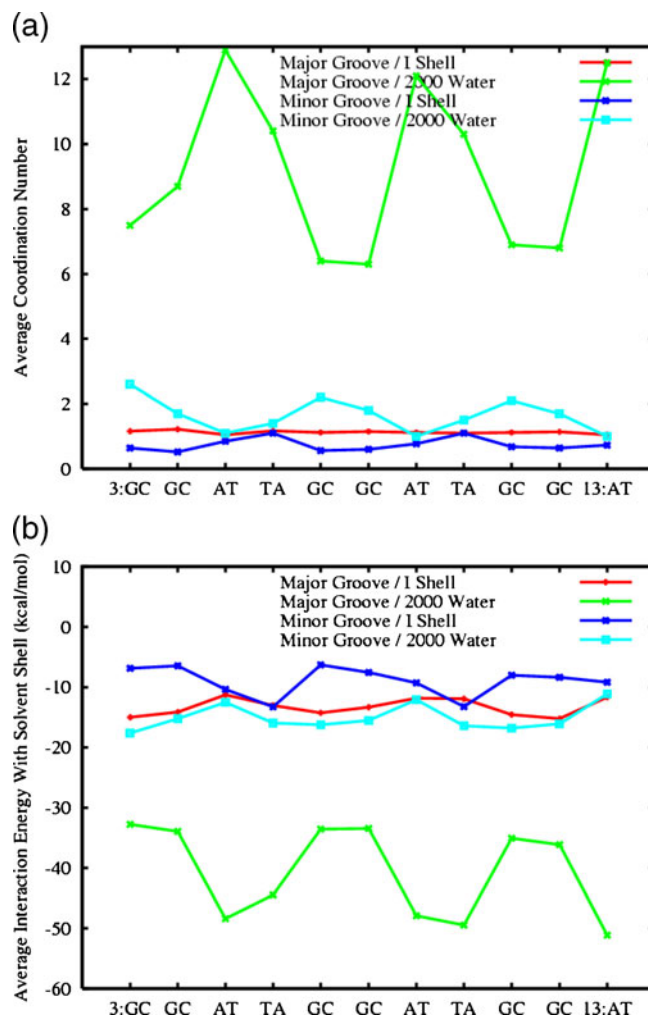 (a)
Average Coordination Number
12
10
8
6
4
2
0
Major Groove / 1 Shell
Major Groove / 2000 Water
Minor Groove / 1 Shell
Minor Groove / 2000 Water
3:GC GC AT TA GC GC AT TA GC GC 13:AT
(b)
Average Interaction Energy With Solvent Shell (kcal/mol)
10
0
-10
-20
-30
-40
-50
-60
Major Groove / 1 Shell
Major Groove / 2000 Water
Minor Groove / 1 Shell
Minor Groove / 2000 Water
3:GC GC AT TA GC GC AT TA GC GC 13:AT